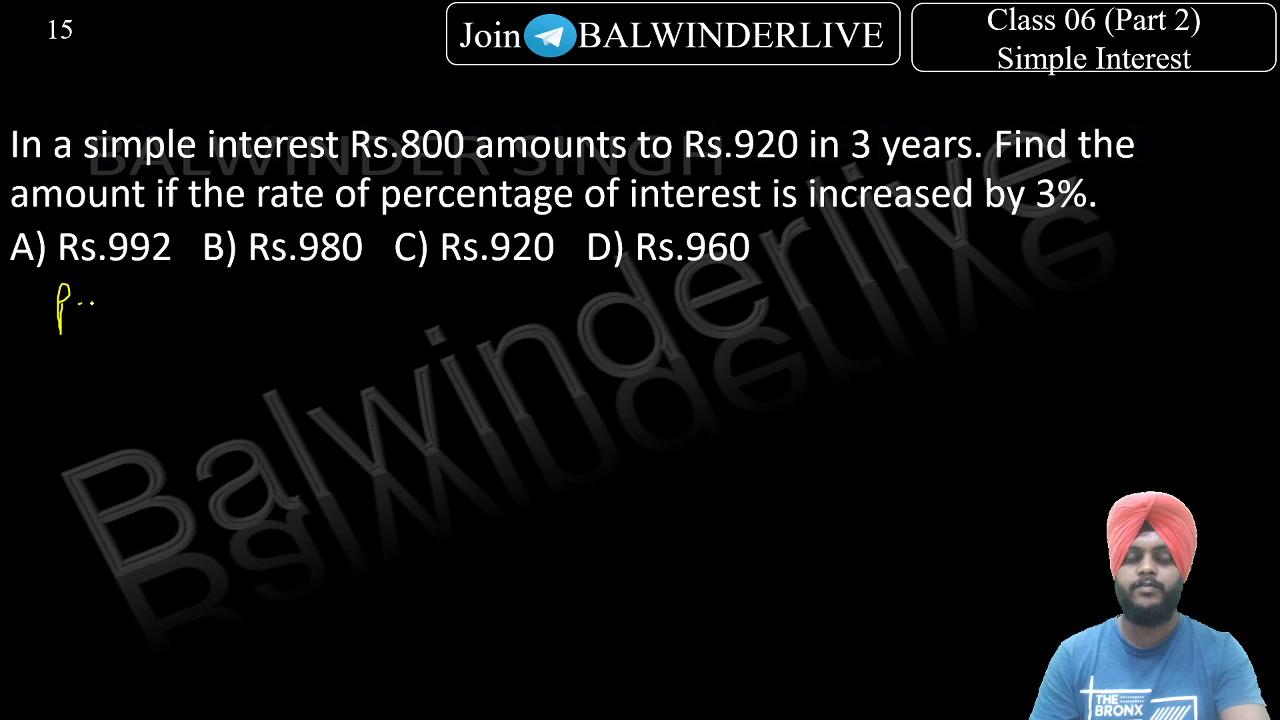 15
Join BALWINDERLIVE
Class 06 (Part 2)
Simple Interest
BALWINDER SINGH
In a simple interest Rs.800 amounts to Rs.920 in 3 years. Find the
amount if the rate of percentage of interest is increased by 3%.
A) Rs.992 B) Rs.980 C) Rs.920 D) Rs.960
P--
Balwinderlive
THE
BRONX